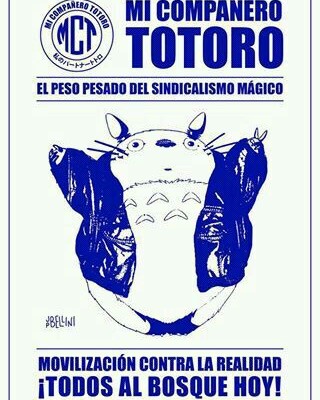 MI COMPAÑERO TOTORO
MCT
私のパートナートトロ
MI COMPAÑERO
TOTORO
EL PESO PESADO DEL SINDICALISMO MÁGICO
BELLINI
MOVILIZACIÓN CONTRA LA REALIDAD
¡TODOS AL BOSQUE HOY!